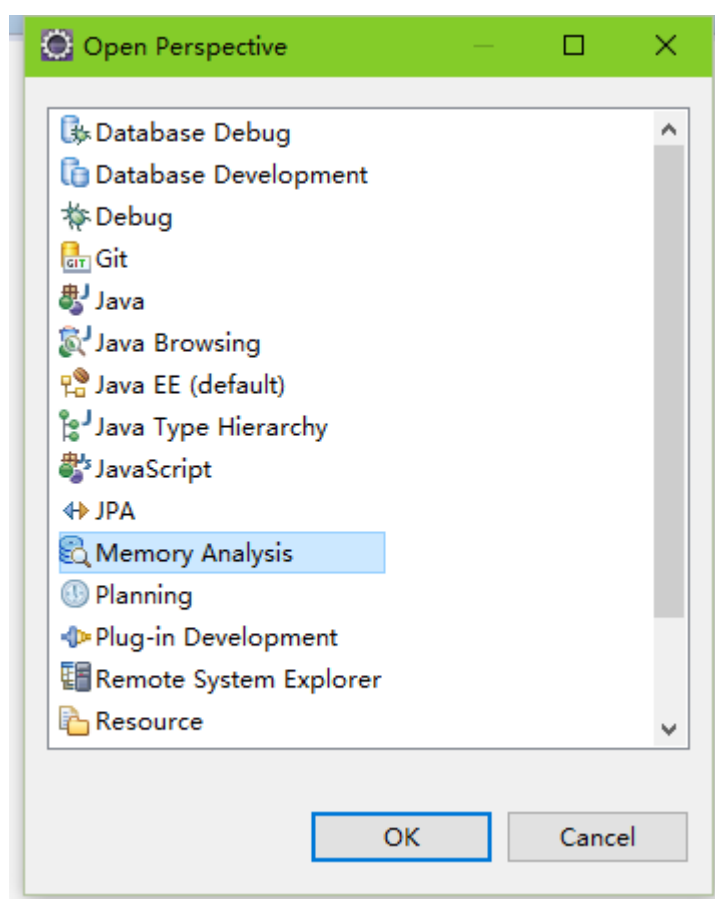 Open Perspective
Database Debug
Database Development
Debug
GIT Git
Java
Java Browsing
Java EE (default)
Java Type Hierarchy
JavaScript
JPA
Memory Analysis
Planning
Plug-in Development
Remote System Explorer
Resource
OK Cancel